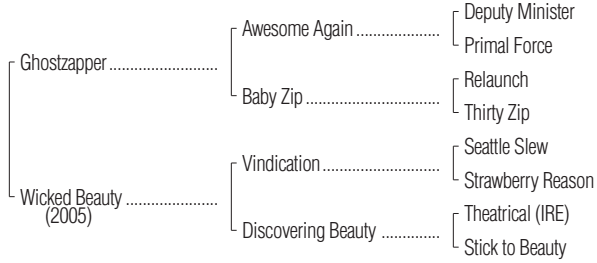 Deputy Minister
Awesome Again ..................
Primal Force
Ghostzapper ..........................
Relaunch
Baby Zip ................................
Thirty Zip
Seattle Slew
Vindication ............................
Strawberry Reason
Wicked Beauty ......................
(2005)
Theatrical (IRE)
Discovering Beauty ..............
Stick to Beauty